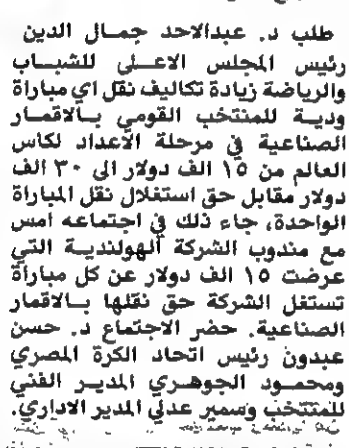 طلب د. عبدالاحد جمال الدين
رئيس المجلس الاعلى للشباب
والرياضة زيادة تكاليف نقل اي مباراة
ودية للمنتخب القومي بالاقمار
الصناعية في مرحلة الأعداد لكاس
العالم من ١٥ الف دولار الى ٣٠ الف
دولار مقابل حق استغلال نقل المباراة
الواحدة، جاء ذلك في اجتماعه امس
مع مندوب الشركة الهولندية التي
عرضت ١٥ الف دولار عن كل مباراة
تستغل الشركة حق نقلها بالاقمار
الصناعية. حضر الاجتماع د. حسن
عبدون رئيس اتحاد الكرة المصري
ومحمود الجوهري المدير الفني
للمنتخب وسمير عدلي المدير الاداري.